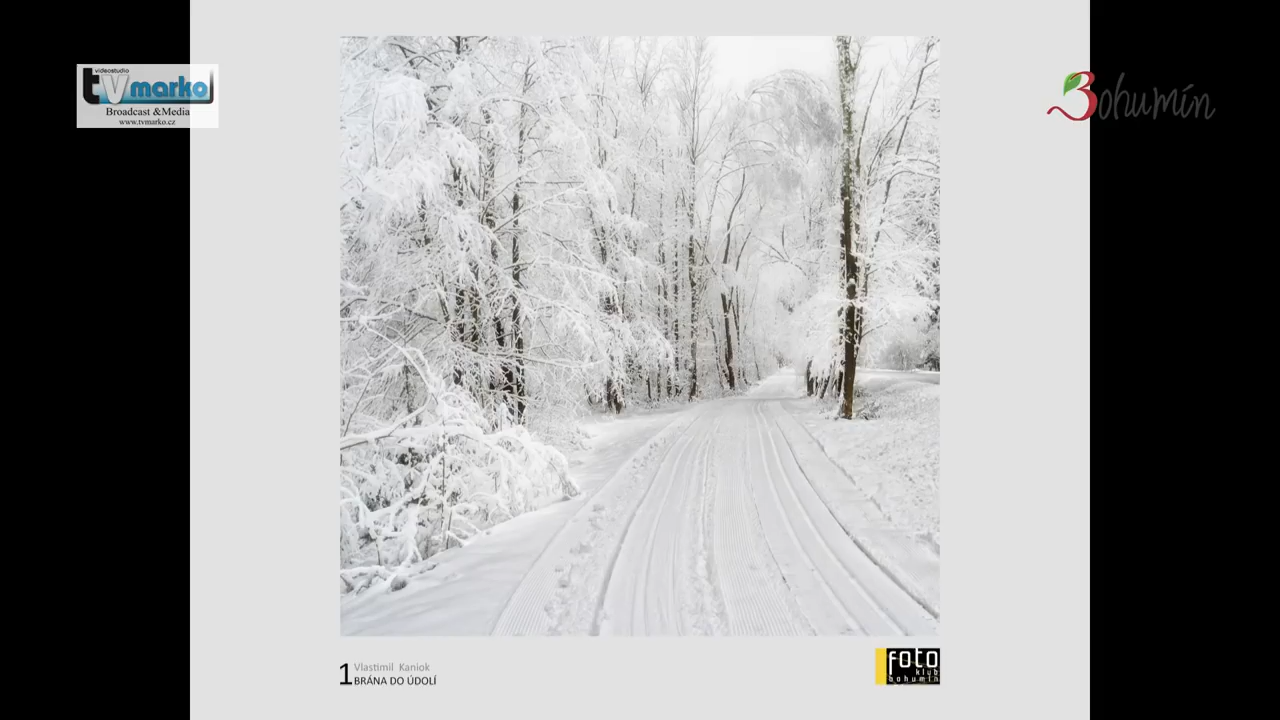 videostudio
tvmarko
Broadcast &Media
www.tvmarko.cz
Bohumín
1 Vlastimil Kaniok
BRÁNA DO ÚDOLÍ
foto
klub
bohumín